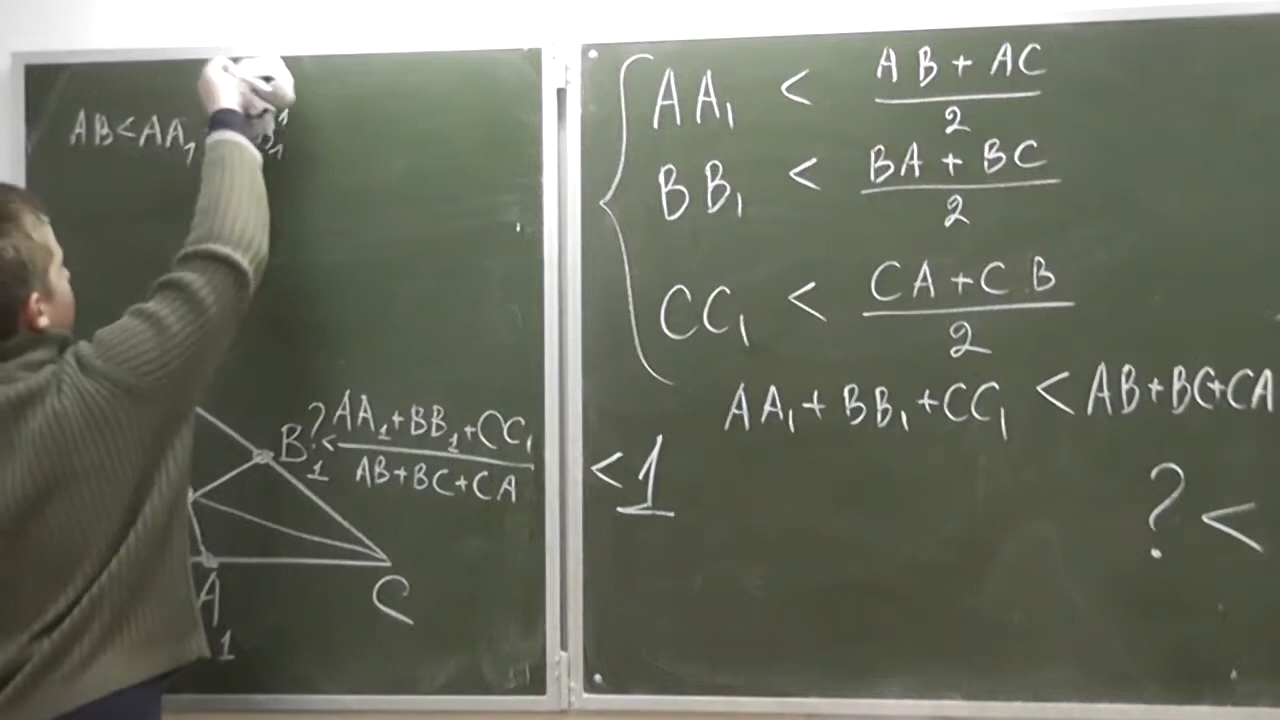 AB<AA₁
B₁
?< AA₁+BB₁+CC₁
AB+BC+CA
A₁
C
AA₁ < AB+AC
2
BB₁ < BA+BC
2
CC₁ < CA+CB
2
AA₁+BB₁+CC₁ <AB+BC+CA
<1
?<